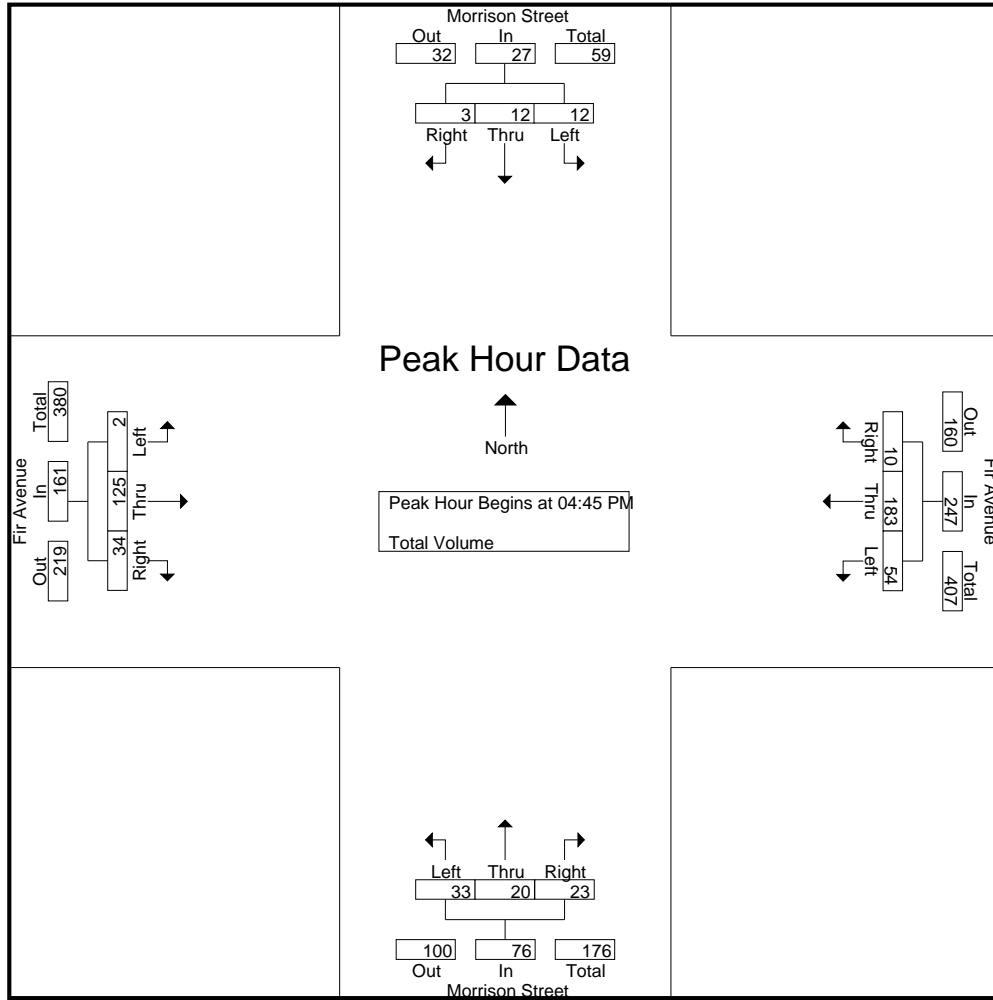 Morrison Street
Out In Total
32 27 59
3 12 12
Right Thru Left
Peak Hour Data
North
Peak Hour Begins at 04:45 PM
Total Volume
Fir Avenue
Out In Total
219 161 380
34 125 2
Right Thru Left
Fir Avenue
Out In Total
160 247 407
10 183 54
Right Thru Left
Left Thru Right
33 20 23
100 76 176
Out In Total
Morrison Street